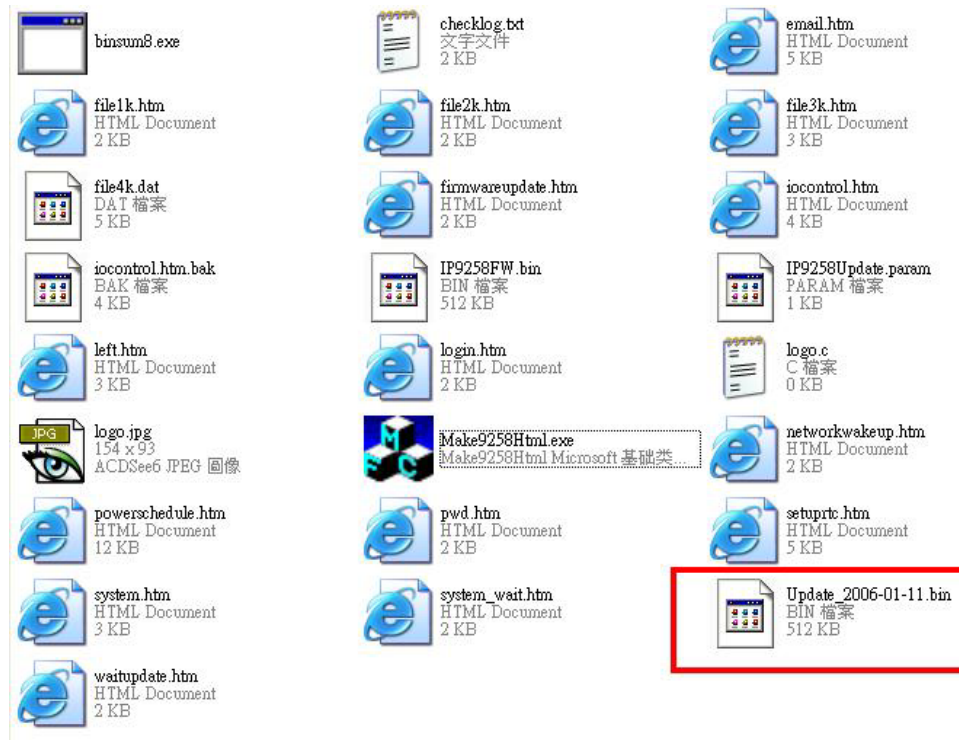 binsum8.exe
checklog.txt
文字文件
2 KB
email.htm
HTML Document
5 KB
file1k.htm
HTML Document
2 KB
file2k.htm
HTML Document
2 KB
file3k.htm
HTML Document
3 KB
file4k.dat
DAT 檔案
5 KB
firmwareupdate.htm
HTML Document
2 KB
iocontrol.htm
HTML Document
4 KB
iocontrol.htm.bak
BAK 檔案
4 KB
IP9258FW.bin
BIN 檔案
512 KB
IP9258Update.param
PARAM 檔案
1 KB
left.htm
HTML Document
3 KB
login.htm
HTML Document
2 KB
logo.c
C 檔案
0 KB
JPG
logo.jpg
154 x 93
ACDSee6 JPEG 圖像
M
F C
Make9258Html.exe
Make9258Html Microsoft 基础类...
networkwakeup.htm
HTML Document
2 KB
powerschedule.htm
HTML Document
12 KB
pwd.htm
HTML Document
2 KB
setuprtc.htm
HTML Document
5 KB
system.htm
HTML Document
3 KB
system_wait.htm
HTML Document
2 KB
Update_2006-01-11.bin
BIN 檔案
512 KB
waitupdate.htm
HTML Document
2 KB